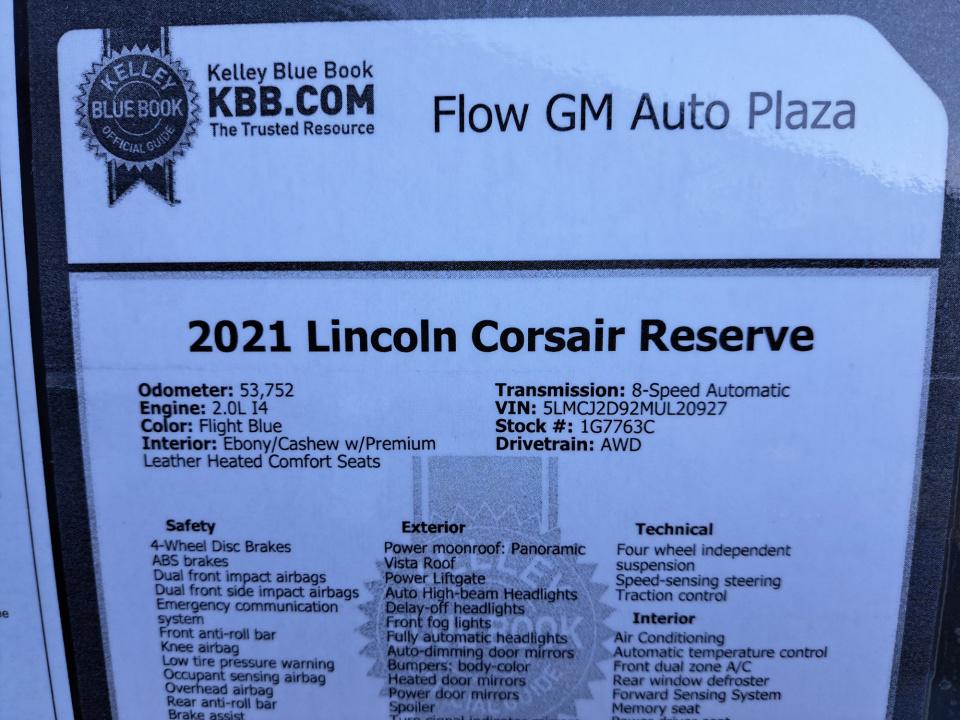 KELLEY
BLUE BOOK
OFFICIAL GUIDE
Kelley Blue Book
KBB.COM
The Trusted Resource
Flow GM Auto Plaza
2021 Lincoln Corsair Reserve
Odometer: 53,752
Engine: 2.0L I4
Color: Flight Blue
Interior: Ebony/Cashew w/Premium
Leather Heated Comfort Seats
Transmission: 8-Speed Automatic
VIN: 5LMCJ2D92MUL20927
Stock #: 1G7763C
Drivetrain: AWD
Safety
4-Wheel Disc Brakes
ABS brakes
Dual front impact airbags
Dual front side impact airbags
Emergency communication
system
Front anti-roll bar
Knee airbag
Low tire pressure warning
Occupant sensing airbag
Overhead airbag
Rear anti-roll bar
Brake assist
Exterior
Power moonroof: Panoramic
Vista Roof
Power Liftgate
Auto High-beam Headlights
Delay-off headlights
Front fog lights
Fully automatic headlights
Auto-dimming door mirrors
Bumpers: body-color
Heated door mirrors
Power door mirrors
Spoiler
Technical
Four wheel independent
suspension
Speed-sensing steering
Traction control
Interior
Air Conditioning
Automatic temperature control
Front dual zone A/C
Rear window defroster
Forward Sensing System
Memory seat